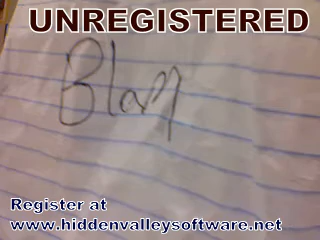 UNREGISTERED
Blam
Register at
www.hiddenvalleysoftware.net